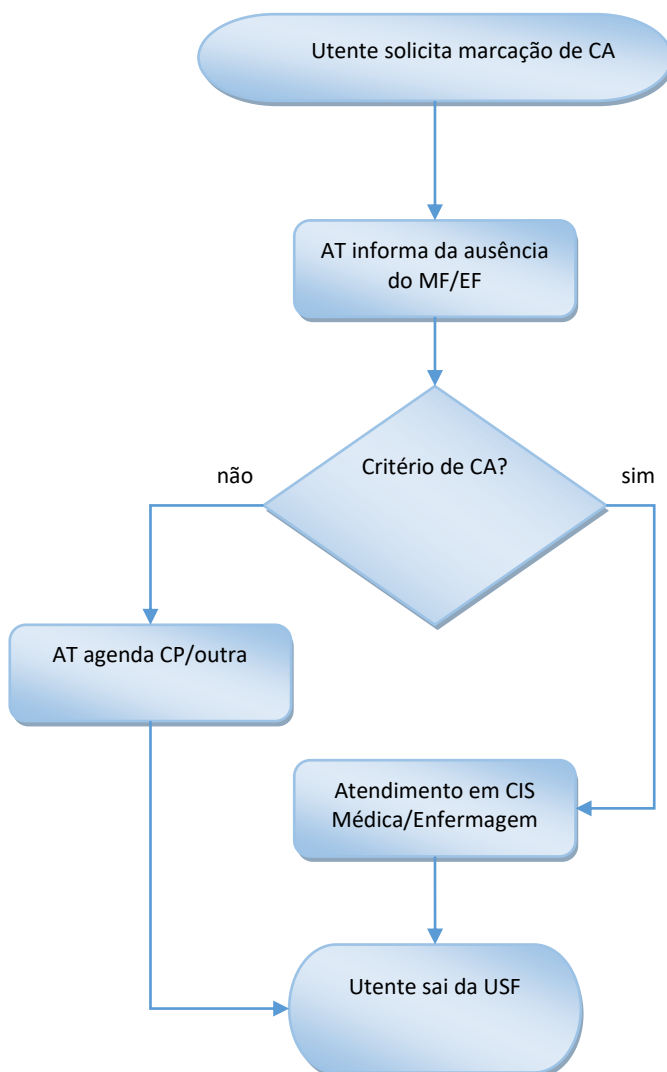 Utente solicita marcação de CA
AT informa da ausência
do MF/EF
Critério de CA?
não
sim
AT agenda CP/outra
Atendimento em CIS
Médica/Enfermagem
Utente sai da USF